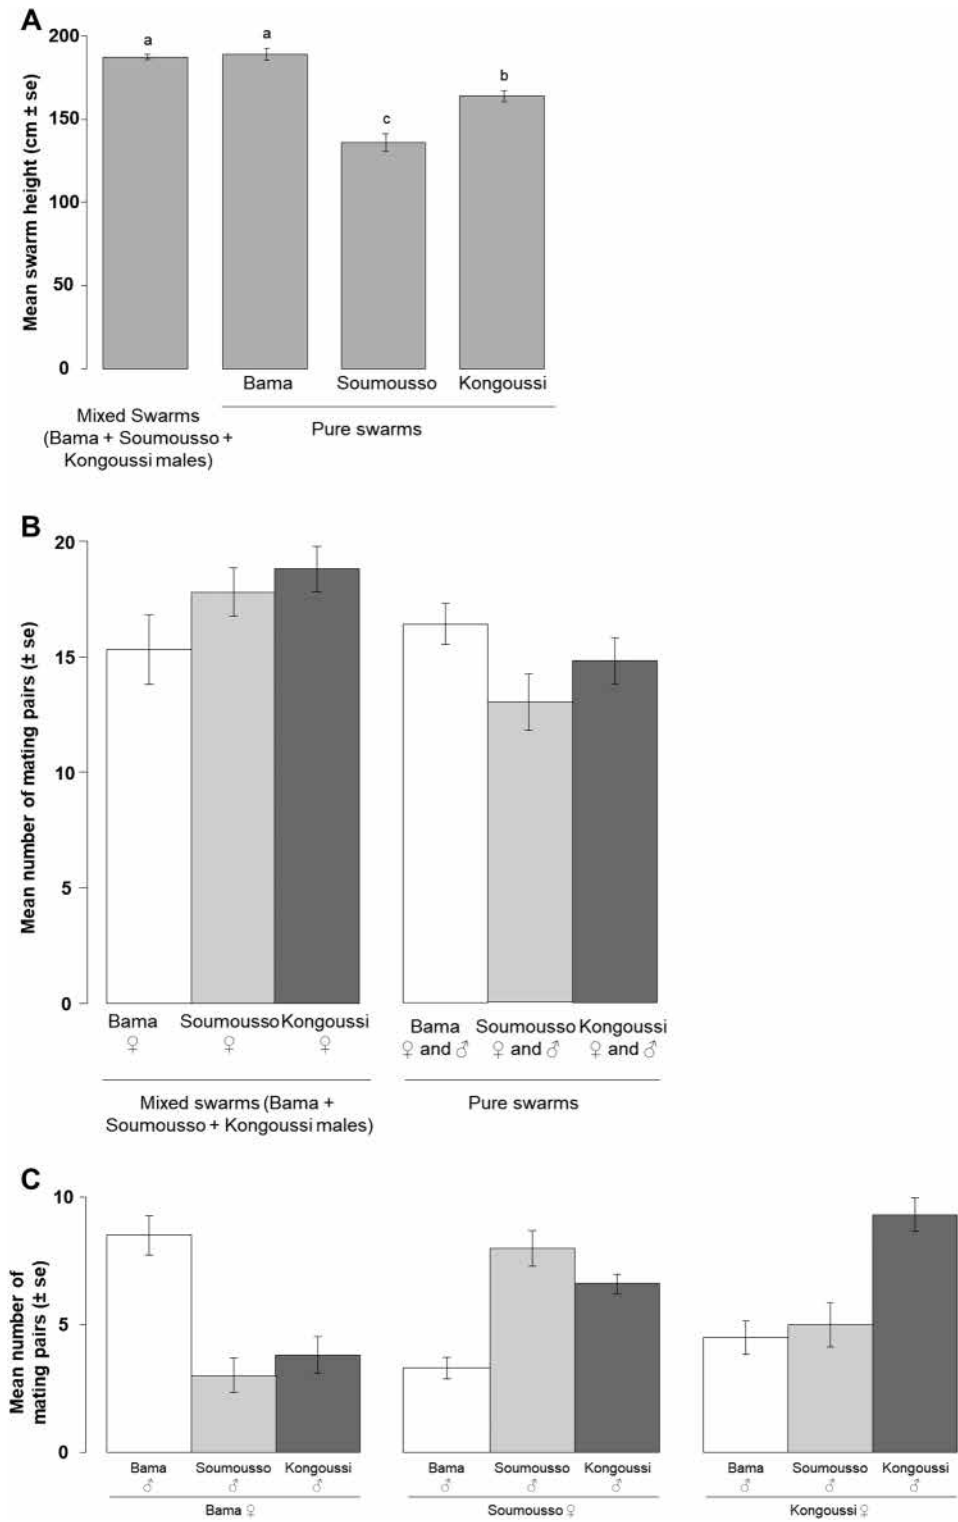 A
Mean swarm height (cm ± se)
200
150
100
50
0
a
a
c
b
Bama Soumousso Kongoussi
Mixed Swarms
(Bama + Soumousso +
Kongoussi males)
Pure swarms
B
Mean number of mating pairs (± se)
20
15
10
5
0
Bama Soumousso Kongoussi
♀ ♀ ♀
Bama Soumousso Kongoussi
♀ and ♂ ♀ and ♂ ♀ and ♂
Mixed swarms (Bama +
Soumousso + Kongoussi males)
Pure swarms
C
Mean number of
mating pairs (± se)
10
5
0
Bama Soumousso Kongoussi
♂ ♂ ♂
Bama ♀
Bama Soumousso Kongoussi
♂ ♂ ♂
Soumousso ♀
Bama Soumousso Kongoussi
♂ ♂ ♂
Kongoussi ♀